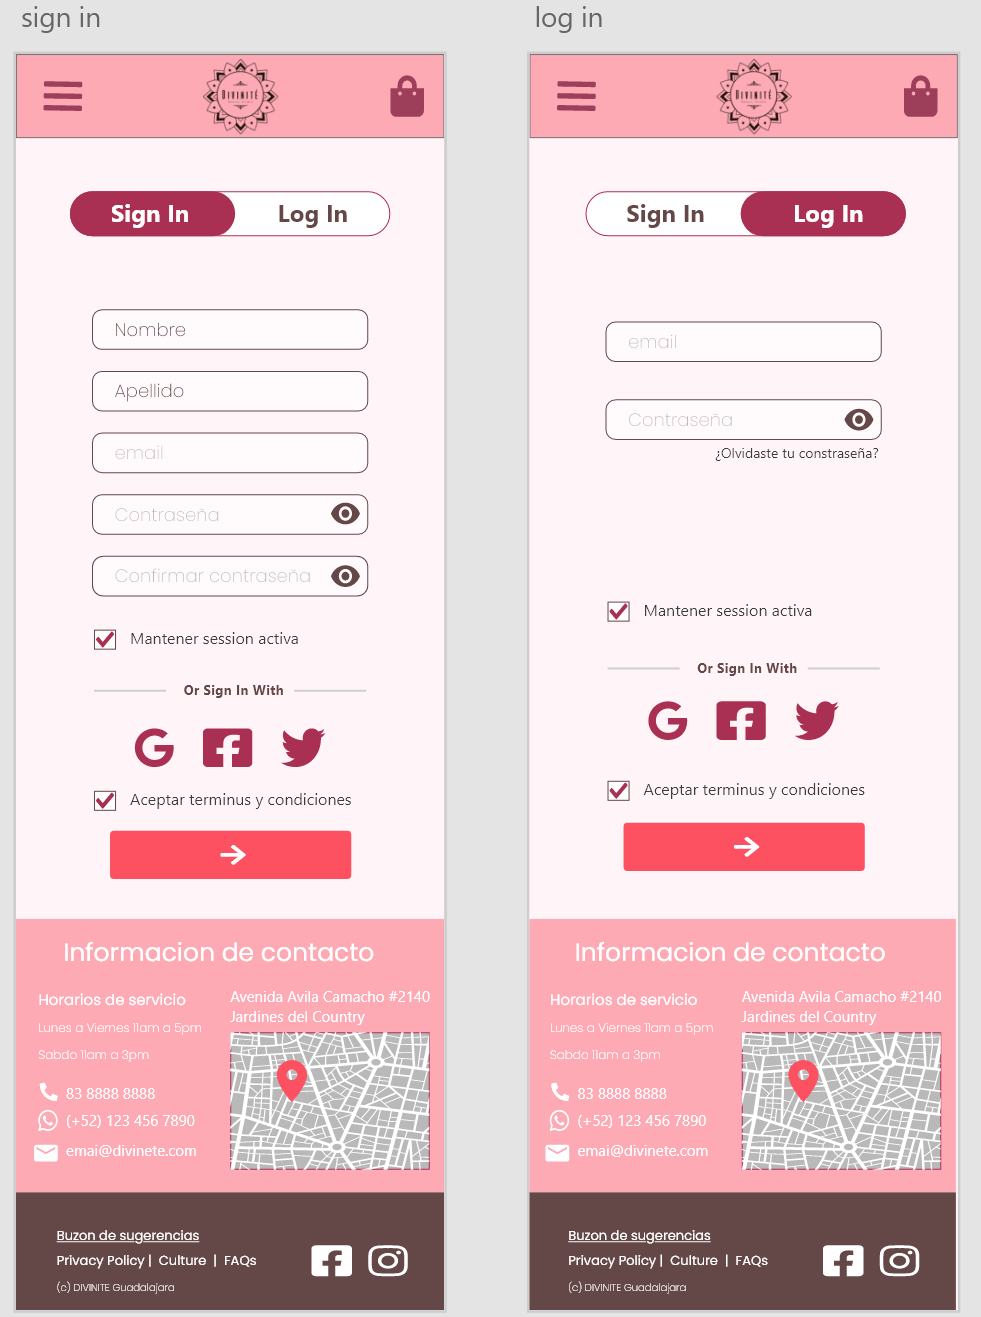 sign in
DIVINITÉ
Sign In Log In
Nombre
Apellido
email
Contraseña
Confirmar contraseña
Mantener session activa
Or Sign In With
Aceptar terminus y condiciones
Informacion de contacto
Horarios de servicio
Lunes a Viernes 11am a 5pm
Sabdo 11am a 3pm
83 8888 8888
(+52) 123 456 7890
emai@divinete.com
Avenida Avila Camacho #2140
Jardines del Country
Buzon de sugerencias
Privacy Policy | Culture | FAQs
(c) DIVINITE Guadalajara
log in
DIVINITÉ
Sign In Log In
email
Contraseña
¿Olvidaste tu constraseña?
Mantener session activa
Or Sign In With
Aceptar terminus y condiciones
Informacion de contacto
Horarios de servicio
Lunes a Viernes 11am a 5pm
Sabdo 11am a 3pm
83 8888 8888
(+52) 123 456 7890
emai@divinete.com
Avenida Avila Camacho #2140
Jardines del Country
Buzon de sugerencias
Privacy Policy | Culture | FAQs
(c) DIVINITE Guadalajara